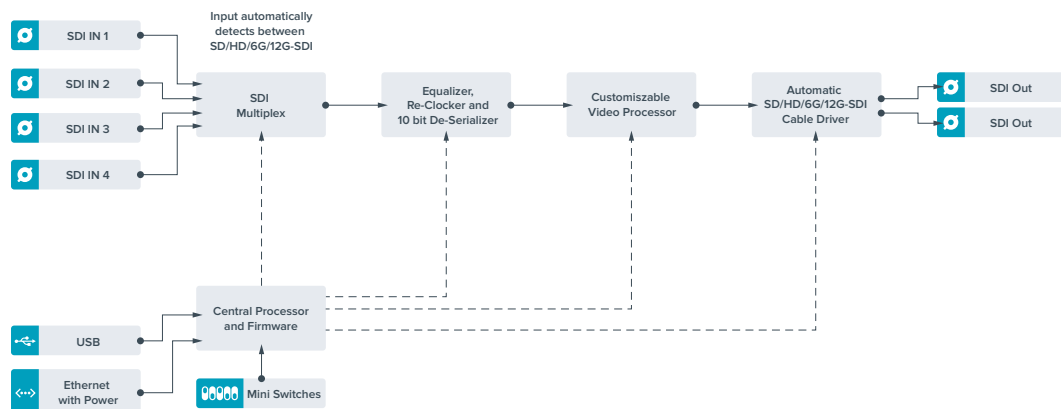 Input automatically
detects between
SD/HD/6G/12G-SDI
SDI IN 1
SDI IN 2
SDI IN 3
SDI IN 4
SDI
Multiplex
Equalizer,
Re-Clocker and
10 bit De-Serializer
Customiszable
Video Processor
Automatic
SD/HD/6G/12G-SDI
Cable Driver
SDI Out
SDI Out
Central Processor
and Firmware
USB
Ethernet
with Power
Mini Switches